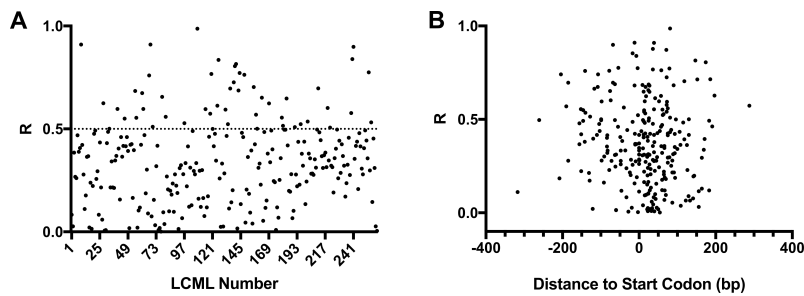 A
R
1.0
0.5
0.0
1 25 49 73 97 121 145 169 193 217 241
LCML Number
B
R
1.0
0.5
0.0
-400 -200 0 200 400
Distance to Start Codon (bp)